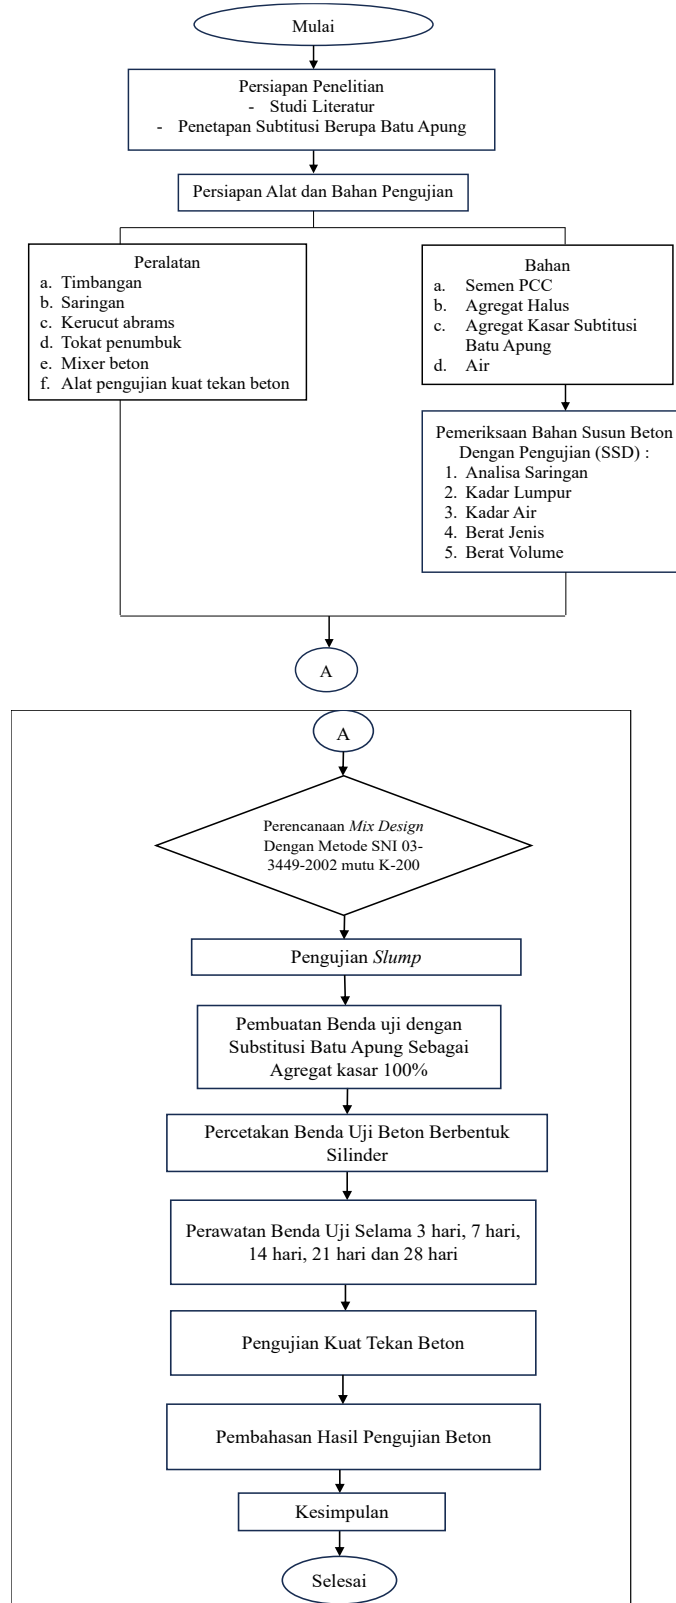 Mulai
Persiapan Penelitian
- Studi Literatur
- Penetapan Subtitusi Berupa Batu Apung
Persiapan Alat dan Bahan Pengujian
Peralatan
a. Timbangan
b. Saringan
c. Kerucut abrams
d. Tokat penumbuk
e. Mixer beton
f. Alat pengujian kuat tekan beton
Bahan
a. Semen PCC
b. Agregat Halus
c. Agregat Kasar Subtitusi
Batu Apung
d. Air
Pemeriksaan Bahan Susun Beton
Dengan Pengujian (SSD) :
1. Analisa Saringan
2. Kadar Lumpur
3. Kadar Air
4. Berat Jenis
5. Berat Volume
A
A
Perencanaan Mix Design
Dengan Metode SNI 03-
3449-2002 mutu K-200
Pengujian Slump
Pembuatan Benda uji dengan
Substitusi Batu Apung Sebagai
Agregat kasar 100%
Percetakan Benda Uji Beton Berbentuk
Silinder
Perawatan Benda Uji Selama 3 hari, 7 hari,
14 hari, 21 hari dan 28 hari
Pengujian Kuat Tekan Beton
Pembahasan Hasil Pengujian Beton
Kesimpulan
Selesai